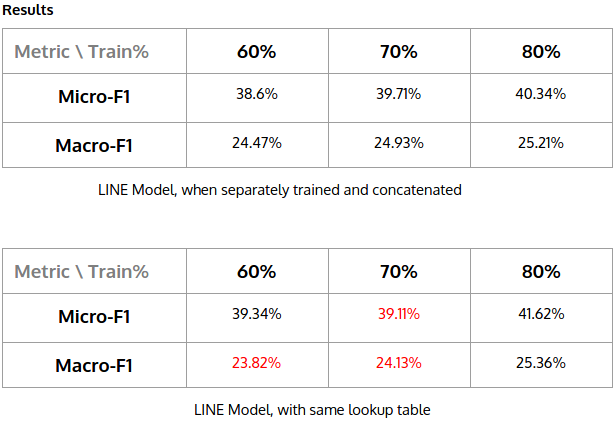 Results
Metric \ Train% 60% 70% 80%
Micro-F1 38.6% 39.71% 40.34%
Macro-F1 24.47% 24.93% 25.21%
LINE Model, when separately trained and concatenated
Metric \ Train% 60% 70% 80%
Micro-F1 39.34% 39.11% 41.62%
Macro-F1 23.82% 24.13% 25.36%
LINE Model, with same lookup table